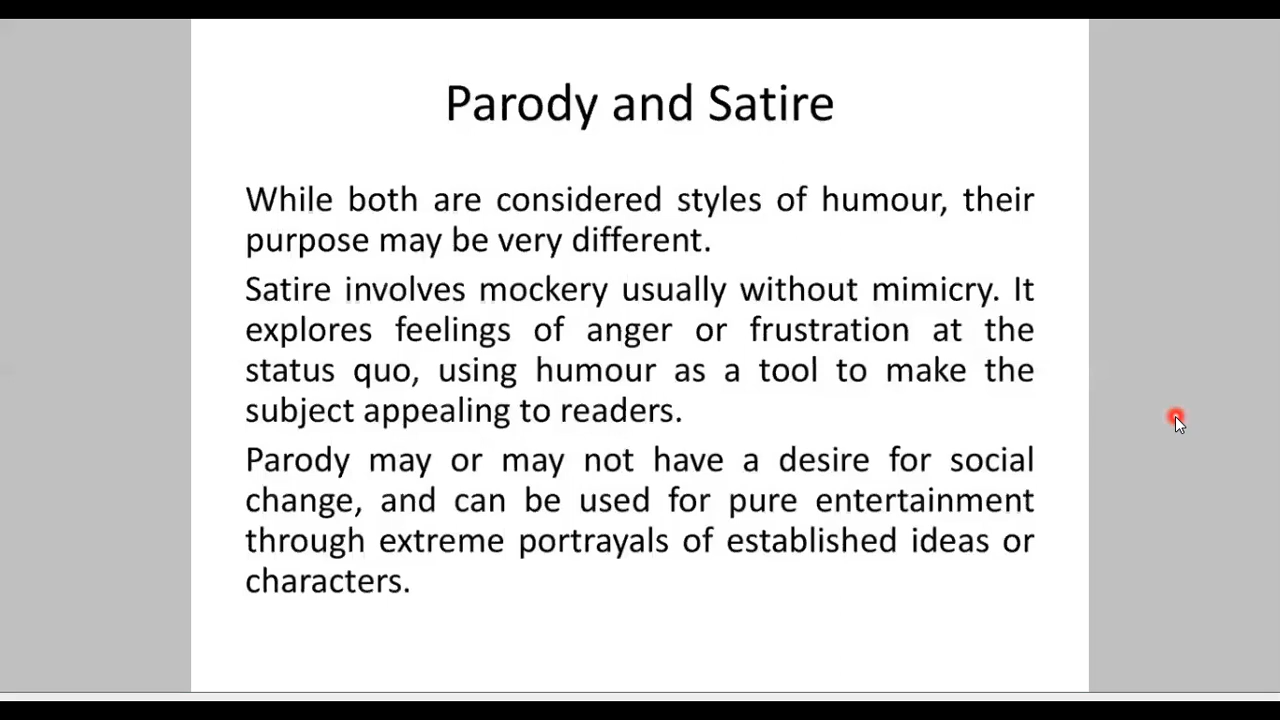 Parody and Satire
While both are considered styles of humour, their
purpose may be very different.
Satire involves mockery usually without mimicry. It
explores feelings of anger or frustration at the
status quo, using humour as a tool to make the
subject appealing to readers.
Parody may or may not have a desire for social
change, and can be used for pure entertainment
through extreme portrayals of established ideas or
characters.